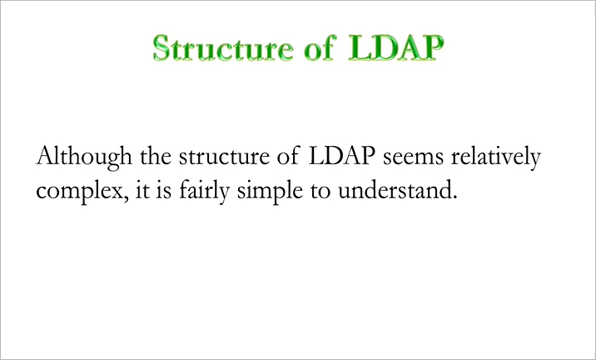 Structure of LDAP
Although the structure of LDAP seems relatively
complex, it is fairly simple to understand.